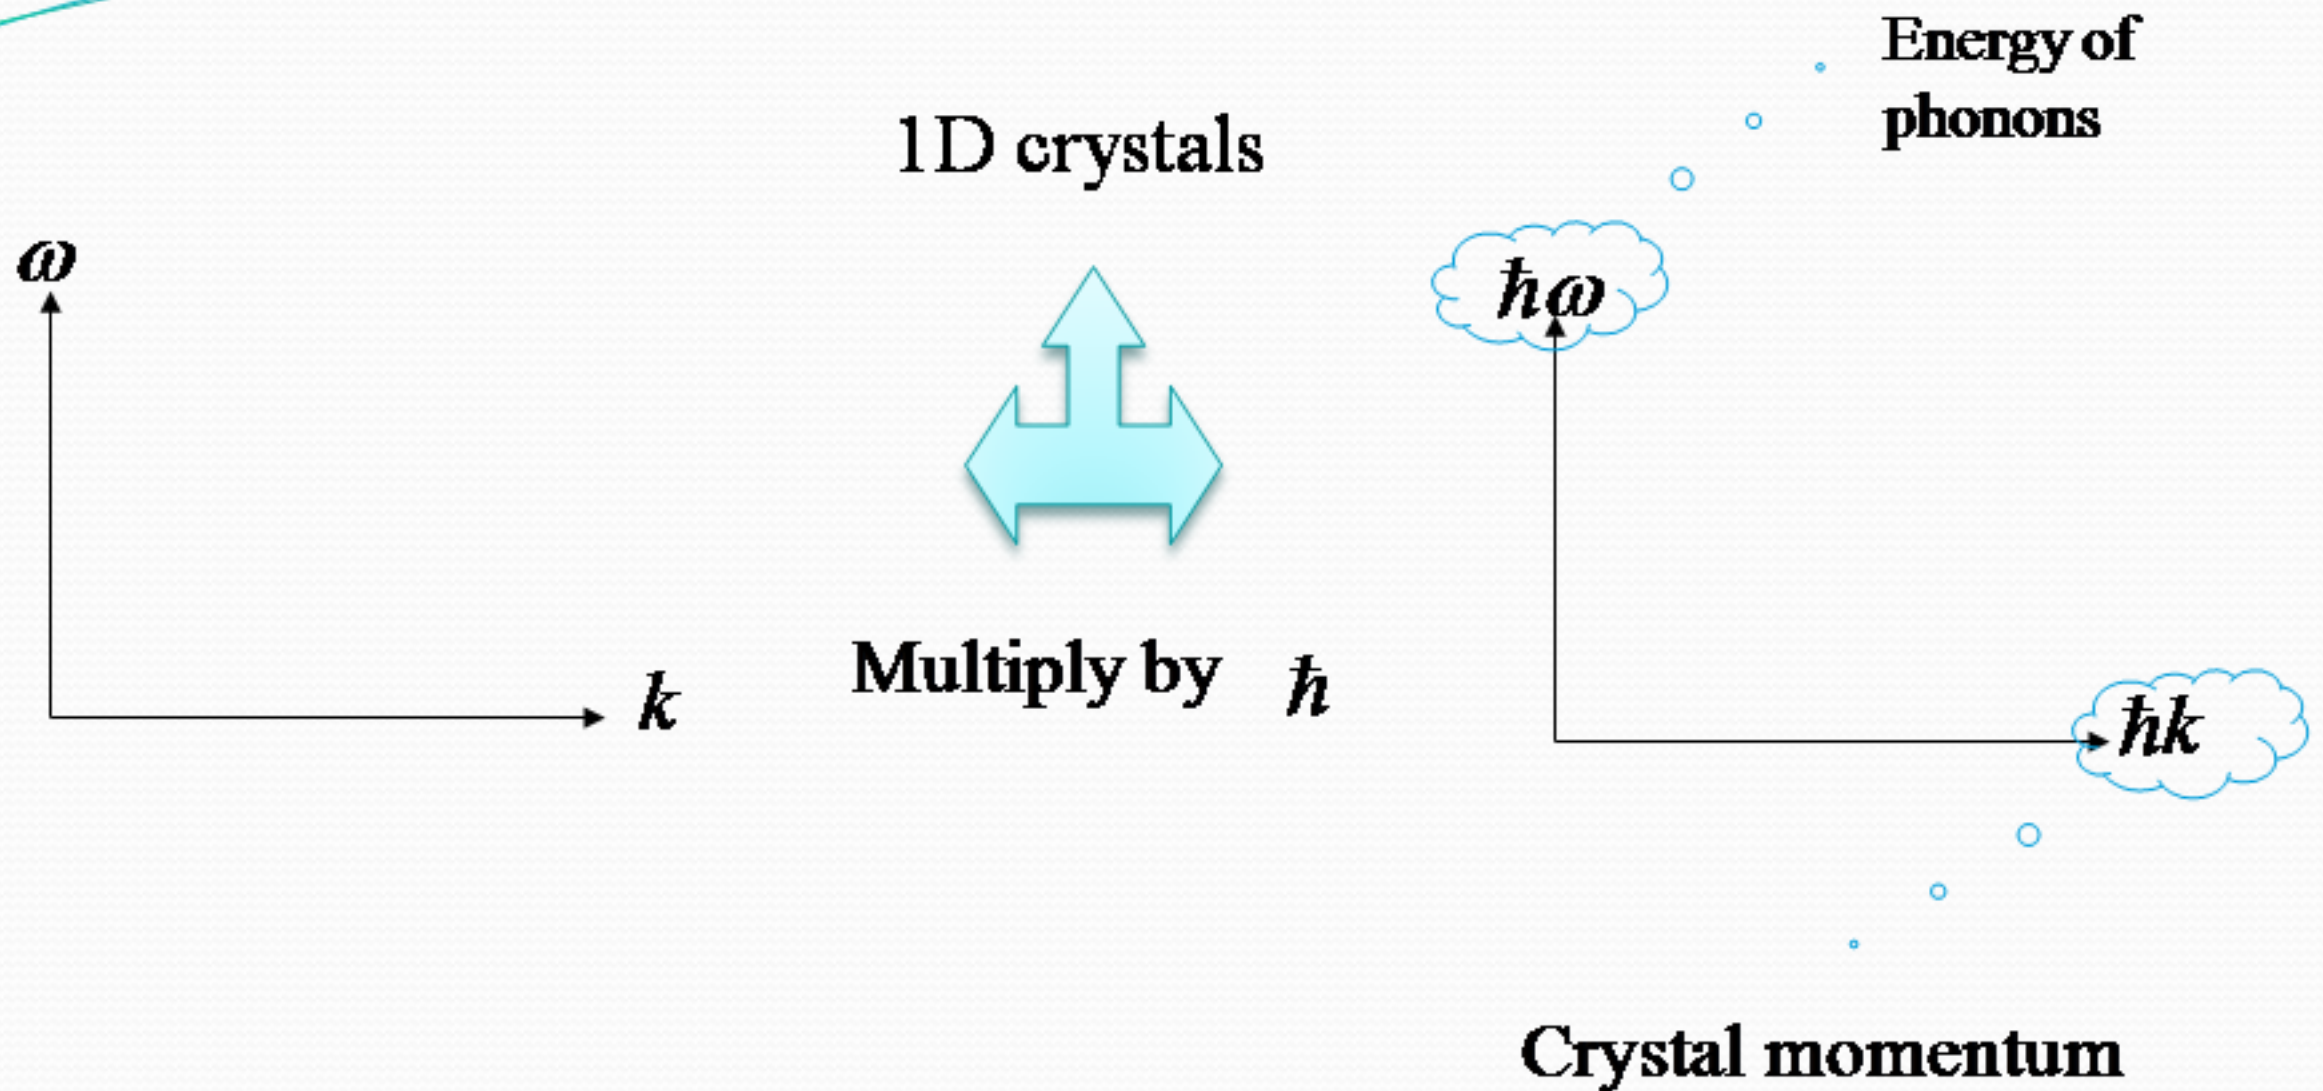 Energy of
phonons
1D crystals
ω
ħω
k
Multiply by ħ
ħk
Crystal momentum